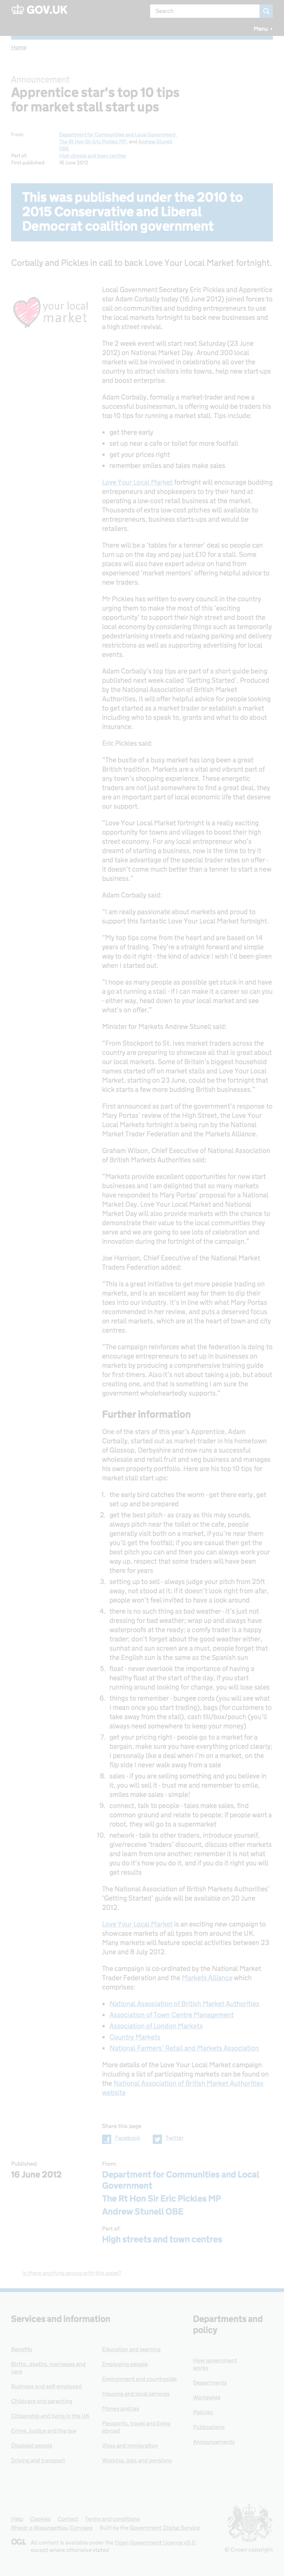 GOV.UK
Search
Menu
Home
Announcement
Apprentice star's top 10 tips
for market stall start ups
From:
Department for Communities and Local Government,
The Rt Hon Sir Eric Pickles MP and Andrew Stunell
OBE
Part of:
High streets and town centres
First published:
16 June 2012
This was published under the 2010 to
2015 Conservative and Liberal
Democrat coalition government
Corbally and Pickles in call to back Love Your Local Market fortnight.
your local
market
Local Government Secretary Eric Pickles and Apprentice
star Adam Corbally today (16 June 2012) joined forces to
call on communities and budding entrepreneurs to use
the local markets fortnight to back new businesses and
a high street revival.
The 2 week event will start next Saturday (23 June
2012) on National Market Day. Around 300 local
markets will be involved in celebrations all over the
country to attract visitors into towns, help new start ups
and boost enterprise.
Adam Corbally, formally a market-trader and now a
successful businessman, is offering would be traders his
top 10 tips for running a market stall. Tips include:
• get there early
• set up near a cafe or toilet for more footfall
• get your prices right
• remember smiles and tales make sales
Love Your Local Market fortnight will encourage budding
entrepreneurs and shopkeepers to try their hand at
operating a low-cost retail business at their market.
Thousands of extra low-cost pitches will be available to
entrepreneurs, business starts-ups and would be
retailers.
There will be a 'tables for a tenner' deal so people can
turn up on the day and pay just £10 for a stall. Some
places will also have expert advice on hand from
experienced 'market mentors' offering helpful advice to
new traders.
Mr Pickles has written to every council in the country
urging them to make the most of this 'exciting
opportunity' to support small business and boost the
local economy by considering things such as temporarily
pedestrianised streets and relaxing parking and delivery
restrictions as well as supporting advertising for local
events.
Adam Corbally's top tips are part of a short guide being
published next week called 'Getting Started'. Produced
by the National Association of British Market
Authorities, it will offer helpful advice for people looking
to get started as a market trader or establish a market
including who to speak to, grants and what to do about
insurance.
Eric Pickles said:
"The bustle of a busy market has long been a great
British tradition. Markets are a vital and vibrant part of
any town's shopping experience. These energetic
traders are not just somewhere to find a great deal. They
are an important part of local economic life that deserve
our support.
"Love Your Local Market fortnight is a really exciting
opportunity for towns and villages to boost their high
street economy. For any local entrepreneur who's
thought of starting a business, now is the time to try it
and take advantage of the special market trader rates on offer -
it doesn't come much better than a tenner to start a new
business."
Adam Corbally said:
"I am really passionate about markets and proud to
support this fantastic Love Your Local Market fortnight.
"My top tips come from the heart and are based on 14
years of trading. They're straight forward and simple
way to do it right - the kind of advice I wish I'd been given
when I started out.
"I hope as many people as possible get stuck in and have
a go at running a stall - if I can make it a career so can you
- either way, head down to your local market and see
what's on offer."
Minister for Markets Andrew Stunell said:
"From Stockport to St. Ives market traders across the
country are preparing to showcase all that is great about
our local markets. Some of Britain's biggest household
names started off on market stalls and Love Your Local
Market, starting on 23 June, could be the fortnight that
kick starts a few more budding British businesses."
First announced as part of the government's response to
Mary Portas' review of the High Street, the Love Your
Local Markets fortnight is being run by the National
Market Trader Federation and the Markets Alliance.
Graham Wilson, Chief Executive of National Association
of British Markets Authorities said:
"Markets provide excellent opportunities for new start
businesses and I am delighted that so many markets
have responded to Mary Portas' proposal for a National
Market Day. Love Your Local Market and National
Market Day will also provide markets with the chance to
demonstrate their value to the local communities they
serve and we are going to see lots of celebration and
innovation during the fortnight of the campaign."
Joe Harrison, Chief Executive of the National Market
Traders Federation added:
"This is a great initiative to get more people trading on
markets, and is an easy way to enable them to dip their
toes into our industry. It's in line with what Mary Portas
recommended in her review, and puts a deserved focus
on retail markets, which are at the heart of town and city
centres.
"The campaign reinforces what the federation is doing to
encourage entrepreneurs to set up in businesses on
markets by producing a comprehensive training guide
for first timers. Also it's not about taking a job, but about
creating one, and that is something I am sure the
government wholeheartedly supports."
Further information
One of the stars of this year's Apprentice, Adam
Corbally, started out as a market-trader in his hometown
of Glossop, Derbyshire and now runs a successful
wholesale and retail fruit and veg business and manages
his own property portfolio. Here are his top 10 tips for
market stall start ups:
1. the early bird catches the worm - get there early, get
set up and be prepared
2. get the best pitch - as crazy as this may sounds,
always pitch near the toilet or the cafe, people
generally visit both on a market, if you're near them
you'll get the footfall; if you are casual then get the
best pitch you can and then you can always work your
way up, respect that some traders will have been
there for years
3. setting up to sell - always judge your pitch from 25ft
away, not stood at it; if it doesn't look right from afar,
people won't feel invited to have a look around
4. there is no such thing as bad weather - it's just not
dressing for bad weather; wrap up and always have
waterproofs at the ready; a comfy trader is a happy
trader; don't forget about the weather either,
sunhat and sun screen as a must, people forget that
the English sun is the same as the Spanish sun
5. float - never overlook the importance of having a
healthy float at the start of the day, if you're left
running around looking for change, you will lose sales
6. things to remember - bungee cords (you will see what
I mean once you start trading), bags (for customers to
take away from the stall), cash till/box/pouch (you'll
always need somewhere to keep your money)
7. get your pricing right - people go to a market for a
bargain, make sure you have everything priced clearly;
I personally like a deal when I'm on a market, on the
flip side I never walk away from a sale
8. sales - if you are selling something and you believe in
it, you will sell it - trust me and remember to smile,
smiles make sales - simple!
9. connect, talk to people - tales make sales, find
common ground and relate to people; if people want a
robot, they will go to a supermarket
10. network - talk to other traders, introduce yourself,
give/receive 'traders' discount, discuss other markets
and learn from one another; remember it is not what
you do it's how you do it, what you put in you will also
get results
The National Association of British Markets Authorities'
'Getting Started' guide will be available on 20 June
2012.
Love Your Local Market is an exciting new campaign to
showcase markets of all types from around the UK.
Many markets will feature special activities between 23
June and 8 July 2012.
The campaign is co-ordinated by the National Market
Trader Federation and the Markets Alliance which
comprises:
• National Association of British Market Authorities
• Association of Town Centre Management
• Association of London Markets
• Country Markets
• National Farmers' Retail and Markets Association
More details of the Love Your Local Market campaign
including a list of participating markets can be found on
the National Association of British Market Authorities
website
Share this page
Facebook
Twitter
Published:
16 June 2012
From:
Department for Communities and Local
Government
The Rt Hon Sir Eric Pickles MP
Andrew Stunell OBE
Part of:
High streets and town centres
Is there anything wrong with this page?
Services and information
Benefits
Births, deaths, marriages and
care
Business and self-employed
Childcare and parenting
Citizenship and living in the UK
Crime, justice and the law
Disabled people
Driving and transport
Education and learning
Employing people
Environment and countryside
Housing and local services
Money and tax
Passports, travel and living
abroad
Visas and immigration
Working, jobs and pensions
Departments and
policy
How government
works
Departments
Worldwide
Policies
Publications
Announcements
Help
Cookies
Contact
Terms and conditions
Rhestr o Wasanaethau Cymraeg
Built by the Government Digital Service
OGL
All content is available under the Open Government Licence v3.0,
except where otherwise stated
© Crown copyright